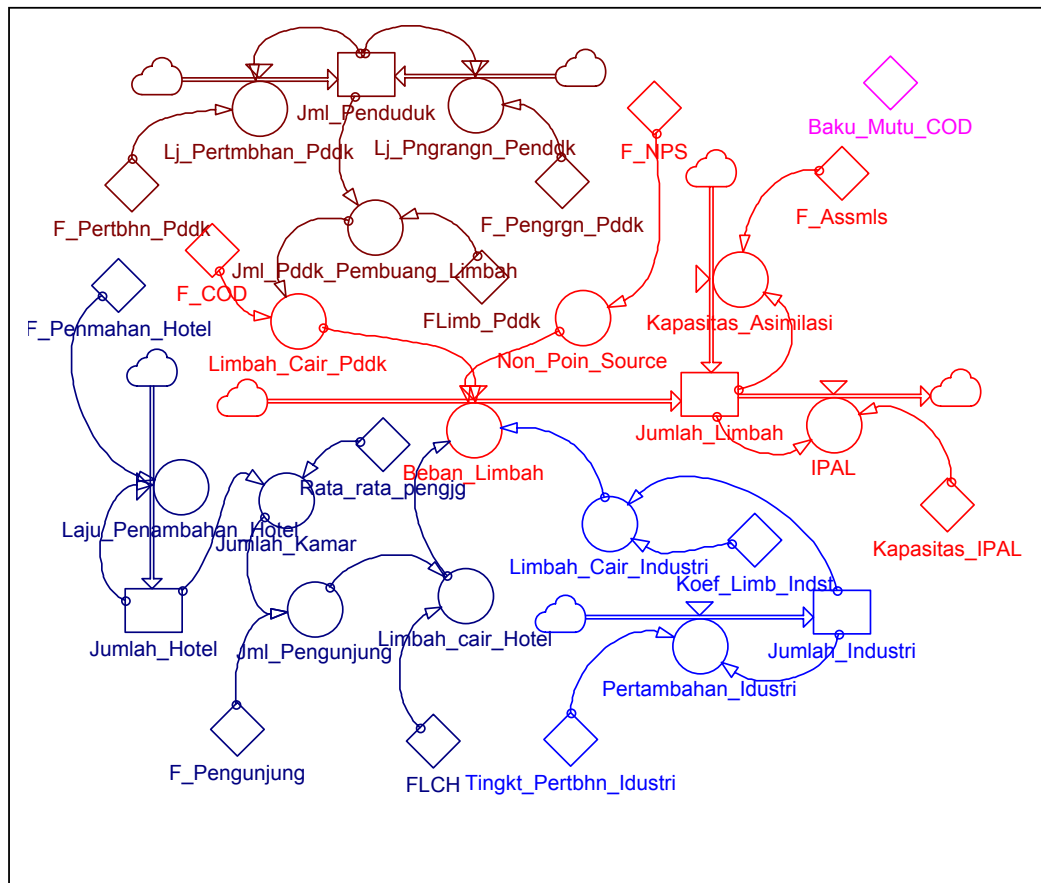 Jml_Penduduk
Baku_Mutu_COD
Lj_Pertmbhan_Pddk
Lj_Pngrangn_Penddk
F_NPS
F_Pertbhn_Pddk
F_Pengrgn_Pddk
F_Assmls
Jml_Pddk_Pembuang_Limbah
F_COD
FLimb_Pddk
F_Penmahan_Hotel
Limbah_Cair_Pddk
Non_Poin_Source
Kapasitas_Asimilasi
Jumlah_Limbah
IPAL
Beban_Limbah
Rata_rata_pengjg
Laju_Penambahan_Hotel
Jumlah_Kamar
Kapasitas_IPAL
Limbah_Cair_Industri
Koef_Limb_Indst
Jumlah_Hotel
Jml_Pengunjung
Limbah_cair_Hotel
Jumlah_Industri
Pertambahan_Idustri
F_Pengunjung
FLCH
Tingkt_Pertbhn_Idustri